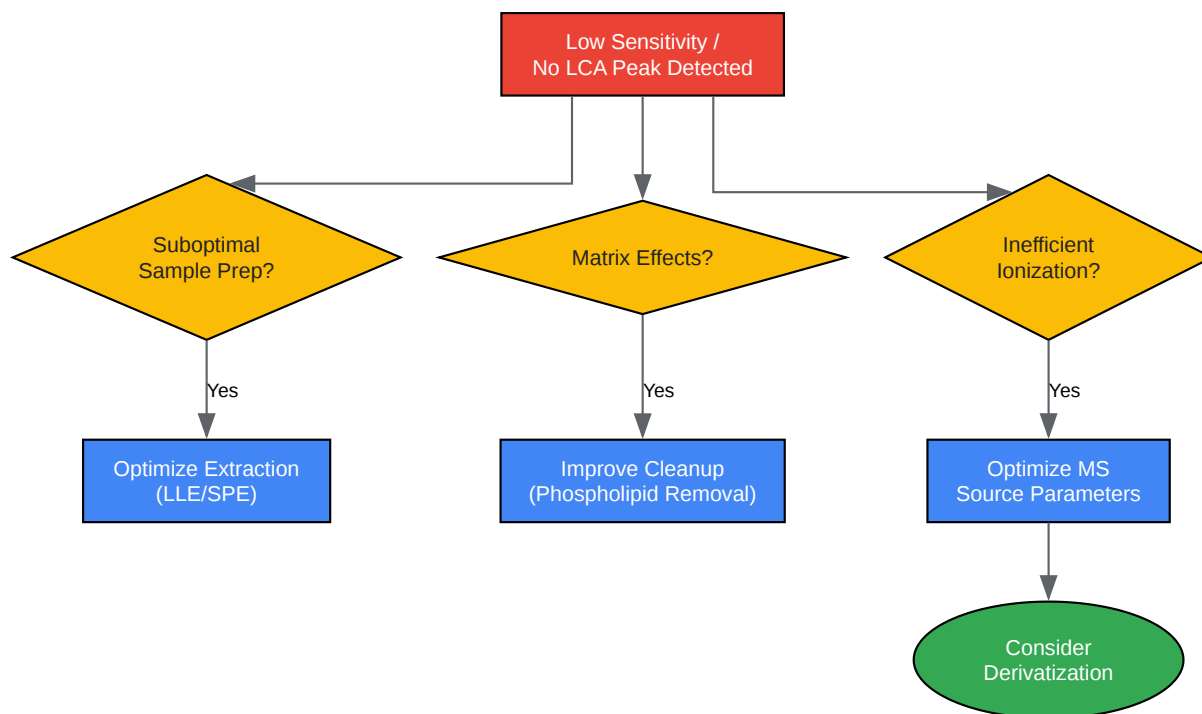 Low Sensitivity /
No LCA Peak Detected
Suboptimal
Sample Prep?
Matrix Effects?
Inefficient
Ionization?
Yes
Yes
Yes
Optimize Extraction
(LLE/SPE)
Improve Cleanup
(Phospholipid Removal)
Optimize MS
Source Parameters
Consider
Derivatization